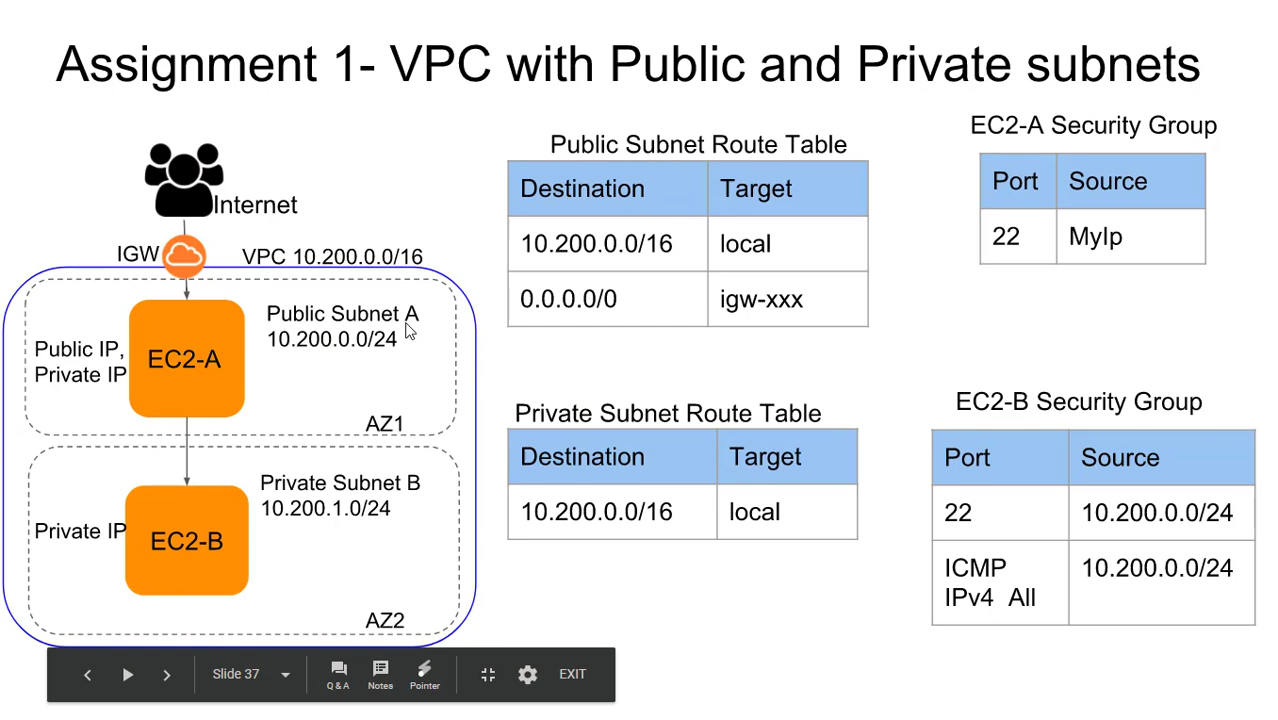 Assignment 1- VPC with Public and Private subnets
Internet
IGW
VPC 10.200.0.0/16
Public Subnet A
10.200.0.0/24
Public IP,
Private IP
EC2-A
AZ1
Private Subnet B
10.200.1.0/24
Private IP
EC2-B
AZ2
Public Subnet Route Table
Destination Target
10.200.0.0/16 local
0.0.0.0/0 igw-xxx
Private Subnet Route Table
Destination Target
10.200.0.0/16 local
EC2-A Security Group
Port Source
22 MyIp
EC2-B Security Group
Port Source
22 10.200.0.0/24
ICMP 10.200.0.0/24
IPv4 All
Slide 37
Q & A
Notes
Pointer
EXIT